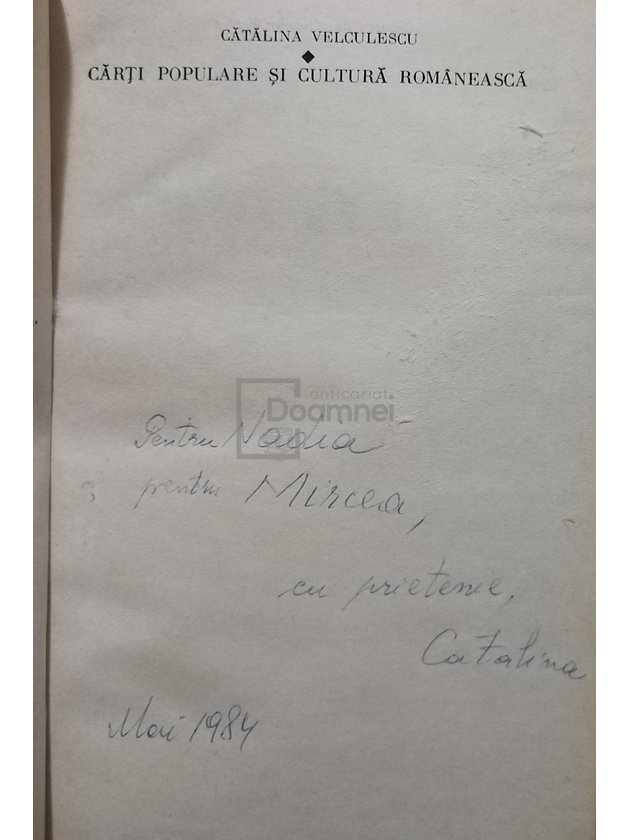 CĂTĂLINA VELCULESCU
CĂRȚI POPULARE ȘI CULTURĂ ROMÂNEASCĂ
anticariat
Doamnei
Pentru Nadia
și pentru Mircea,
cu prietenie,
Catalina
Mai 1984